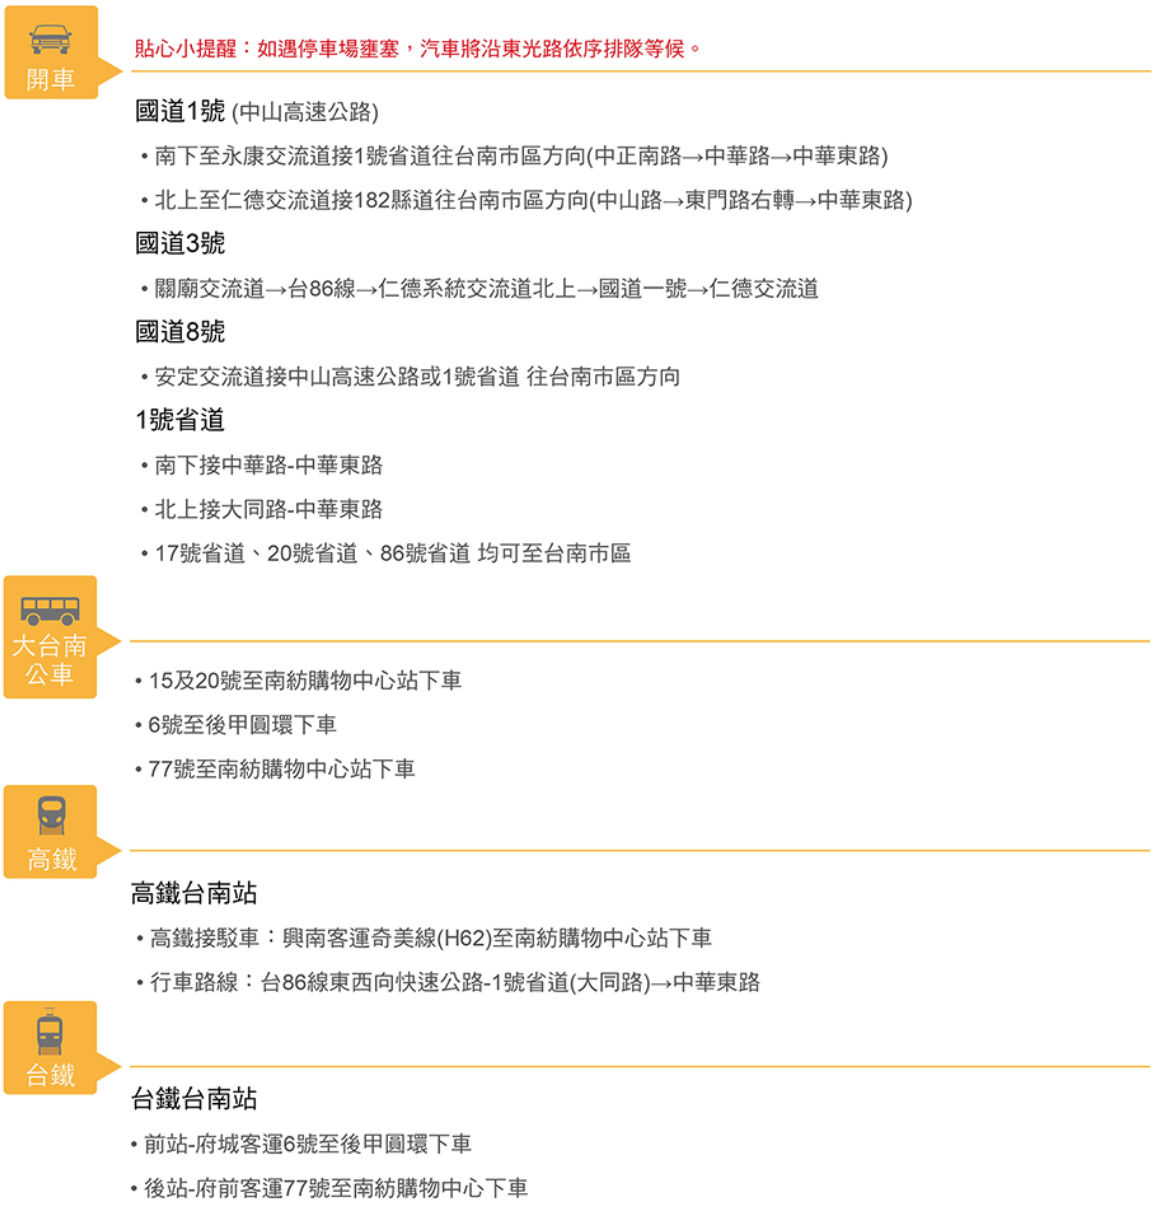 開車
貼心小提醒：如遇停車場壅塞，汽車將沿東光路依序排隊等候。
國道1號 (中山高速公路)
• 南下至永康交流道接1號省道往台南市區方向(中正南路→中華路→中華東路)
• 北上至仁德交流道接182縣道往台南市區方向(中山路→東門路右轉→中華東路)
國道3號
• 關廟交流道→台86線→仁德系統交流道北上→國道一號→仁德交流道
國道8號
• 安定交流道接中山高速公路或1號省道 往台南市區方向
1號省道
• 南下接中華路-中華東路
• 北上接大同路-中華東路
• 17號省道、20號省道、86號省道 均可至台南市區
大台南
公車
• 15及20號至南紡購物中心站下車
• 6號至後甲圓環下車
• 77號至南紡購物中心站下車
高鐵
高鐵台南站
• 高鐵接駁車：興南客運奇美線(H62)至南紡購物中心站下車
• 行車路線：台86線東西向快速公路-1號省道(大同路)→中華東路
台鐵
台鐵台南站
• 前站-府城客運6號至後甲圓環下車
• 後站-府前客運77號至南紡購物中心下車